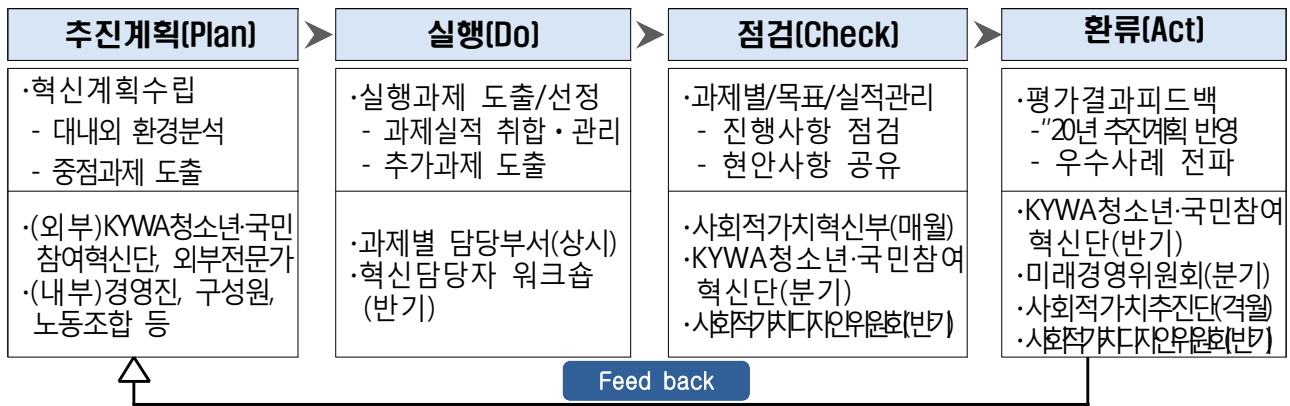 추진계획(Plan)
실행(Do)
점검(Check)
환류(Act)
·혁신계획수립
- 대내외 환경분석
- 중점과제 도출
·실행과제 도출/선정
- 과제실적 취합·관리
- 추가과제 도출
·과제별/목표/실적관리
- 진행사항 점검
- 현안사항 공유
·평가결과피드백
-"20년 추진계획 반영
- 우수사례 전파
·(외부)KYWA청소년·국민
참여혁신단, 외부전문가
·(내부)경영진, 구성원,
노동조합 등
·과제별 담당부서(상시)
·혁신담당자 워크숍
(반기)
·사회적가치혁신부(매월)
·KYWA청소년·국민참여
혁신단(분기)
·사회적가치디자인위원회(반기)
·KYWA청소년·국민참여
혁신단(반기)
·미래경영위원회(분기)
·사회적가치추진단(격월)
·사회적가치디자인위원회(반기)
Feed back